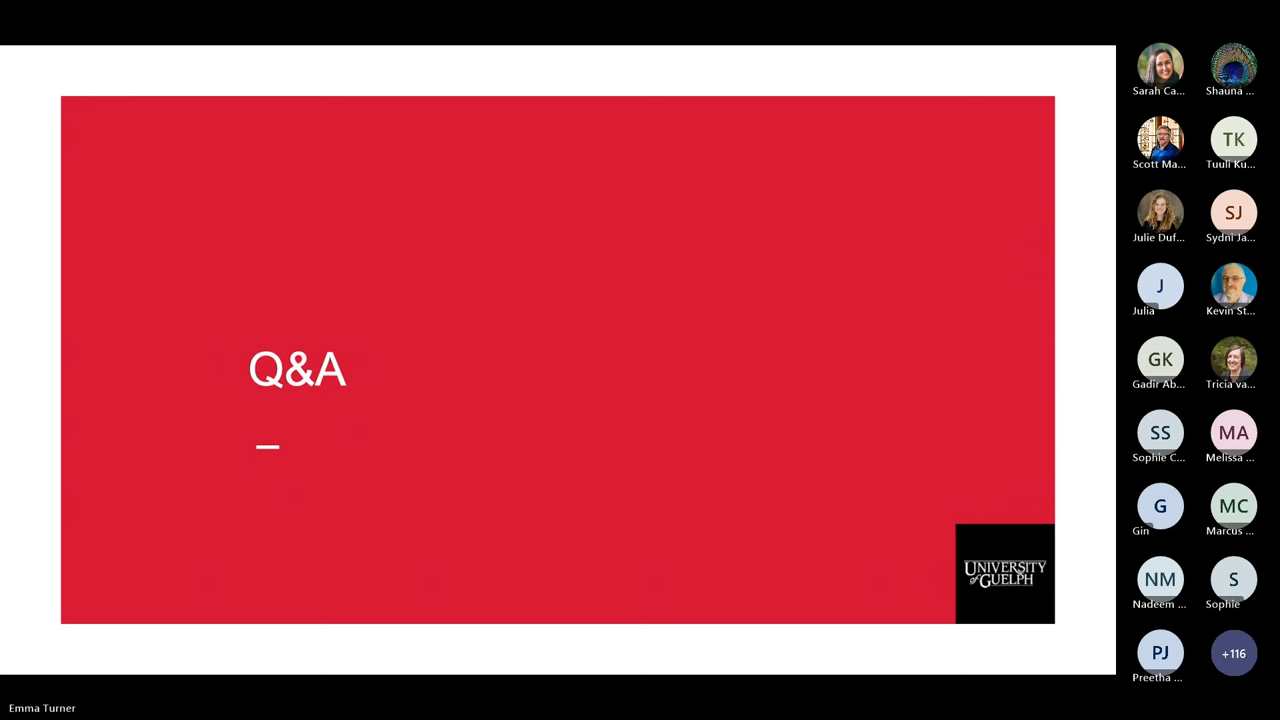 Q&A
UNIVERSITY
of GUELPH
Sarah Ca...
Shauna ...
Scott Ma...
TK
Tuuli Ku...
Julie Duf...
SJ
Sydni Ja...
J
Julia
Kevin St...
GK
Gadir Ab...
Tricia va...
SS
Sophie C...
MA
Melissa ...
G
Gin
MC
Marcus ...
NM
Nadeem ...
S
Sophie
PJ
Preetha ...
+116
Emma Turner